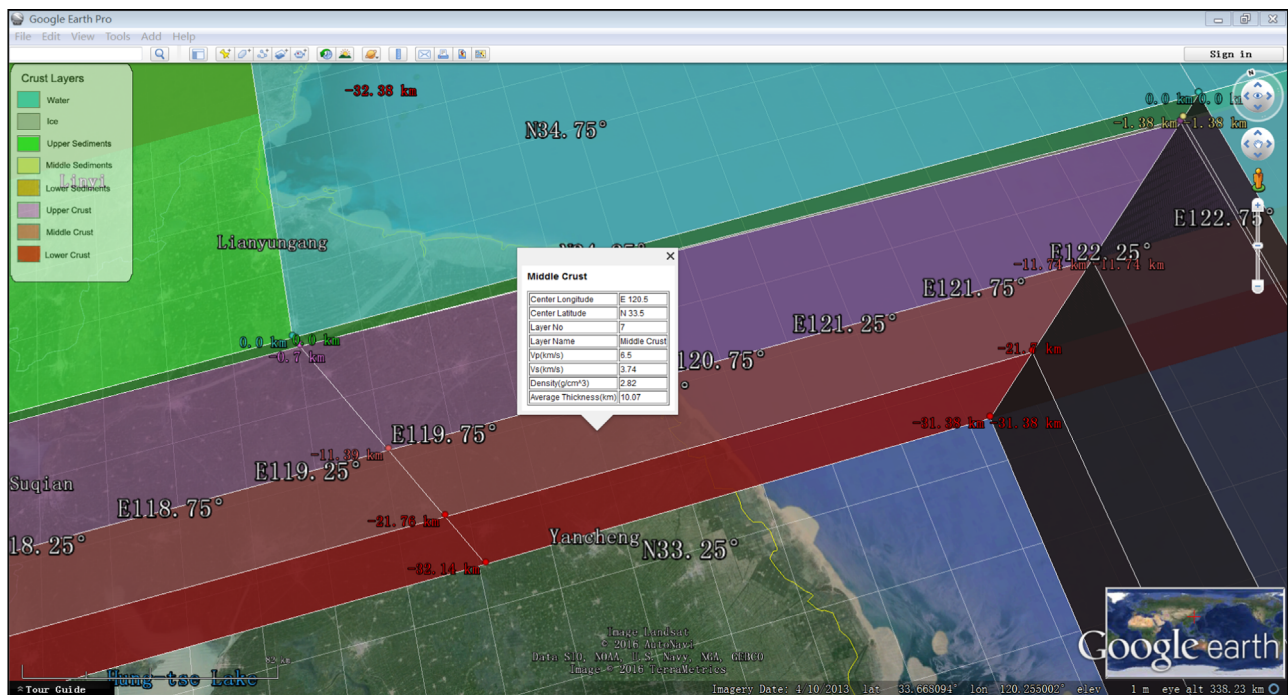 Google Earth Pro
File Edit View Tools Add Help
Sign in
Crust Layers
Water
Ice
Upper Sediments
Middle Sediments
Lower Sediments
Upper Crust
Middle Crust
Lower Crust
Linyi
-32.38 km
N34.75°
N
0.0 km 0.0
-1.38 km -1.38 km
E122.75°
Lianyungang
E122.25°
-11.74 km -11.74 km
E121.75°
E121.25°
Middle Crust
Center Longitude E 120.5
Center Latitude N 33.5
Layer No 7
Layer Name Middle Crust
Vp(km/s) 6.5
Vs(km/s) 3.74
Density(g/cm^3) 2.82
Average Thickness(km) 10.07
0.0 km 0.0 km
-0.7 km
120.75°
E119.75°
-11.39 km
-31.38 km -31.38 km
E119.25°
Suqian
E118.75°
-21.76 km
18.25°
Yancheng
N33.25°
-32.14 km
Image Landsat
© 2016 AutoNavi
Data SIO, NOAA, U.S. Navy, NGA, GEBCO
Image © 2016 TerraMetrics
Google earth
Hung-tse Lake
Tour Guide
Imagery Date: 4/10/2013 lat 33.668094° lon 120.255002° elev 1 m eye alt 338.23 km